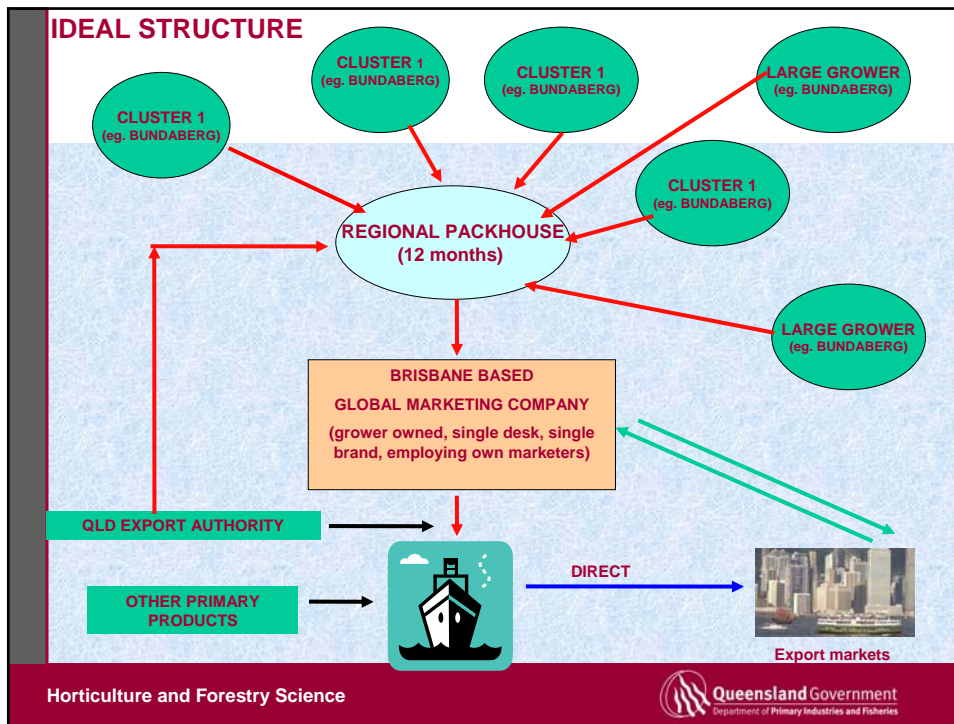 IDEAL STRUCTURE
CLUSTER 1
(eg. BUNDABERG)
CLUSTER 1
(eg. BUNDABERG)
CLUSTER 1
(eg. BUNDABERG)
LARGE GROWER
(eg. BUNDABERG)
CLUSTER 1
(eg. BUNDABERG)
REGIONAL PACKHOUSE
(12 months)
LARGE GROWER
(eg. BUNDABERG)
BRISBANE BASED
GLOBAL MARKETING COMPANY
(grower owned, single desk, single
brand, employing own marketers)
QLD EXPORT AUTHORITY
DIRECT
OTHER PRIMARY
PRODUCTS
Export markets
Horticulture and Forestry Science
Queensland Government
Department of Primary Industries and Fisheries